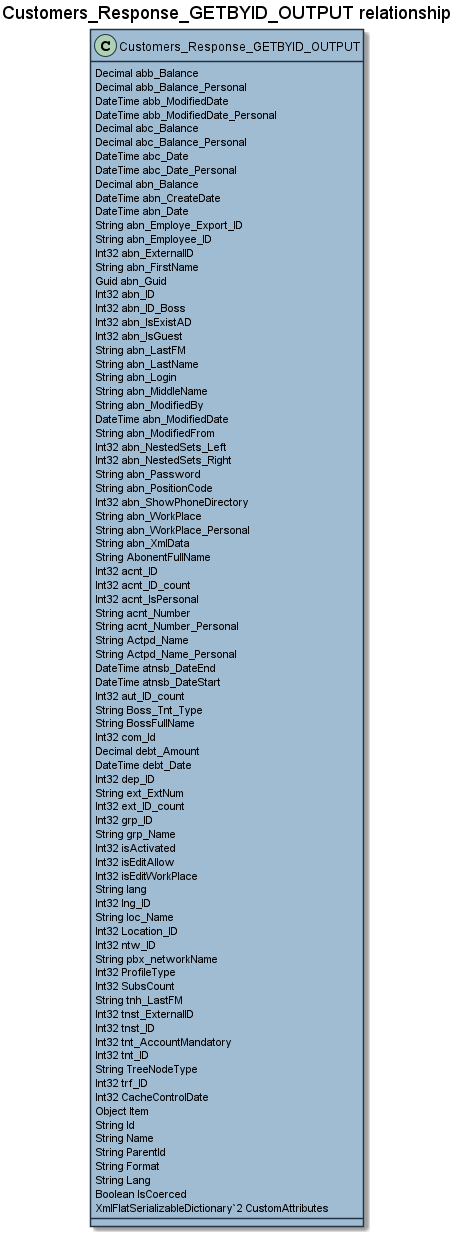 Customers_Response_GETBYID_OUTPUT relationship
C Customers_Response_GETBYID_OUTPUT
Decimal abb_Balance
Decimal abb_Balance_Personal
DateTime abb_ModifiedDate
DateTime abb_ModifiedDate_Personal
Decimal abc_Balance
Decimal abc_Balance_Personal
DateTime abc_Date
DateTime abc_Date_Personal
Decimal abn_Balance
DateTime abn_CreateDate
DateTime abn_Date
String abn_Employe_Export_ID
String abn_Employee_ID
Int32 abn_ExternalID
String abn_FirstName
Guid abn_Guid
Int32 abn_ID
Int32 abn_ID_Boss
Int32 abn_IsExistAD
Int32 abn_IsGuest
String abn_LastFM
String abn_LastName
String abn_Login
String abn_MiddleName
String abn_ModifiedBy
DateTime abn_ModifiedDate
String abn_ModifiedFrom
Int32 abn_NestedSets_Left
Int32 abn_NestedSets_Right
String abn_Password
String abn_PositionCode
Int32 abn_ShowPhoneDirectory
String abn_WorkPlace
String abn_WorkPlace_Personal
String abn_XmlData
String AbonentFullName
Int32 acnt_ID
Int32 acnt_ID_count
Int32 acnt_IsPersonal
String acnt_Number
String acnt_Number_Personal
String Actpd_Name
String Actpd_Name_Personal
DateTime atnsb_DateEnd
DateTime atnsb_DateStart
Int32 aut_ID_count
String Boss_Tnt_Type
String BossFullName
Int32 com_Id
Decimal debt_Amount
DateTime debt_Date
Int32 dep_ID
String ext_ExtNum
Int32 ext_ID_count
Int32 grp_ID
String grp_Name
Int32 isActivated
Int32 isEditAllow
Int32 isEditWorkPlace
String lang
Int32 lng_ID
String loc_Name
Int32 Location_ID
Int32 ntw_ID
String pbx_networkName
Int32 ProfileType
Int32 SubsCount
String tnh_LastFM
Int32 tnst_ExternalID
Int32 tnst_ID
Int32 tnt_AccountMandatory
Int32 tnt_ID
String TreeNodeType
Int32 trf_ID
Int32 CacheControlDate
Object Item
String Id
String Name
String ParentId
String Format
String Lang
Boolean IsCoerced
XmlFlatSerializableDictionary`2 CustomAttributes